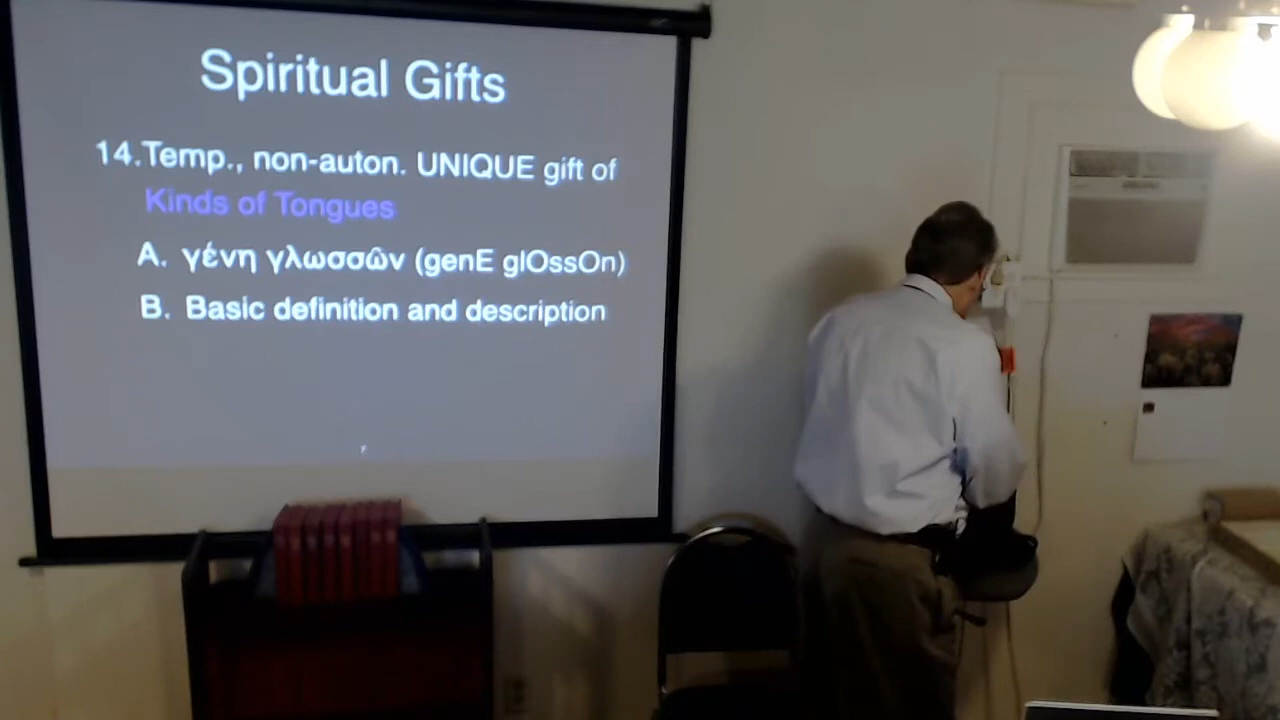 Spiritual Gifts
14.Temp., non-auton. UNIQUE gift of
Kinds of Tongues
A. γένη γλωσσῶν (genE glOssOn)
B. Basic definition and description